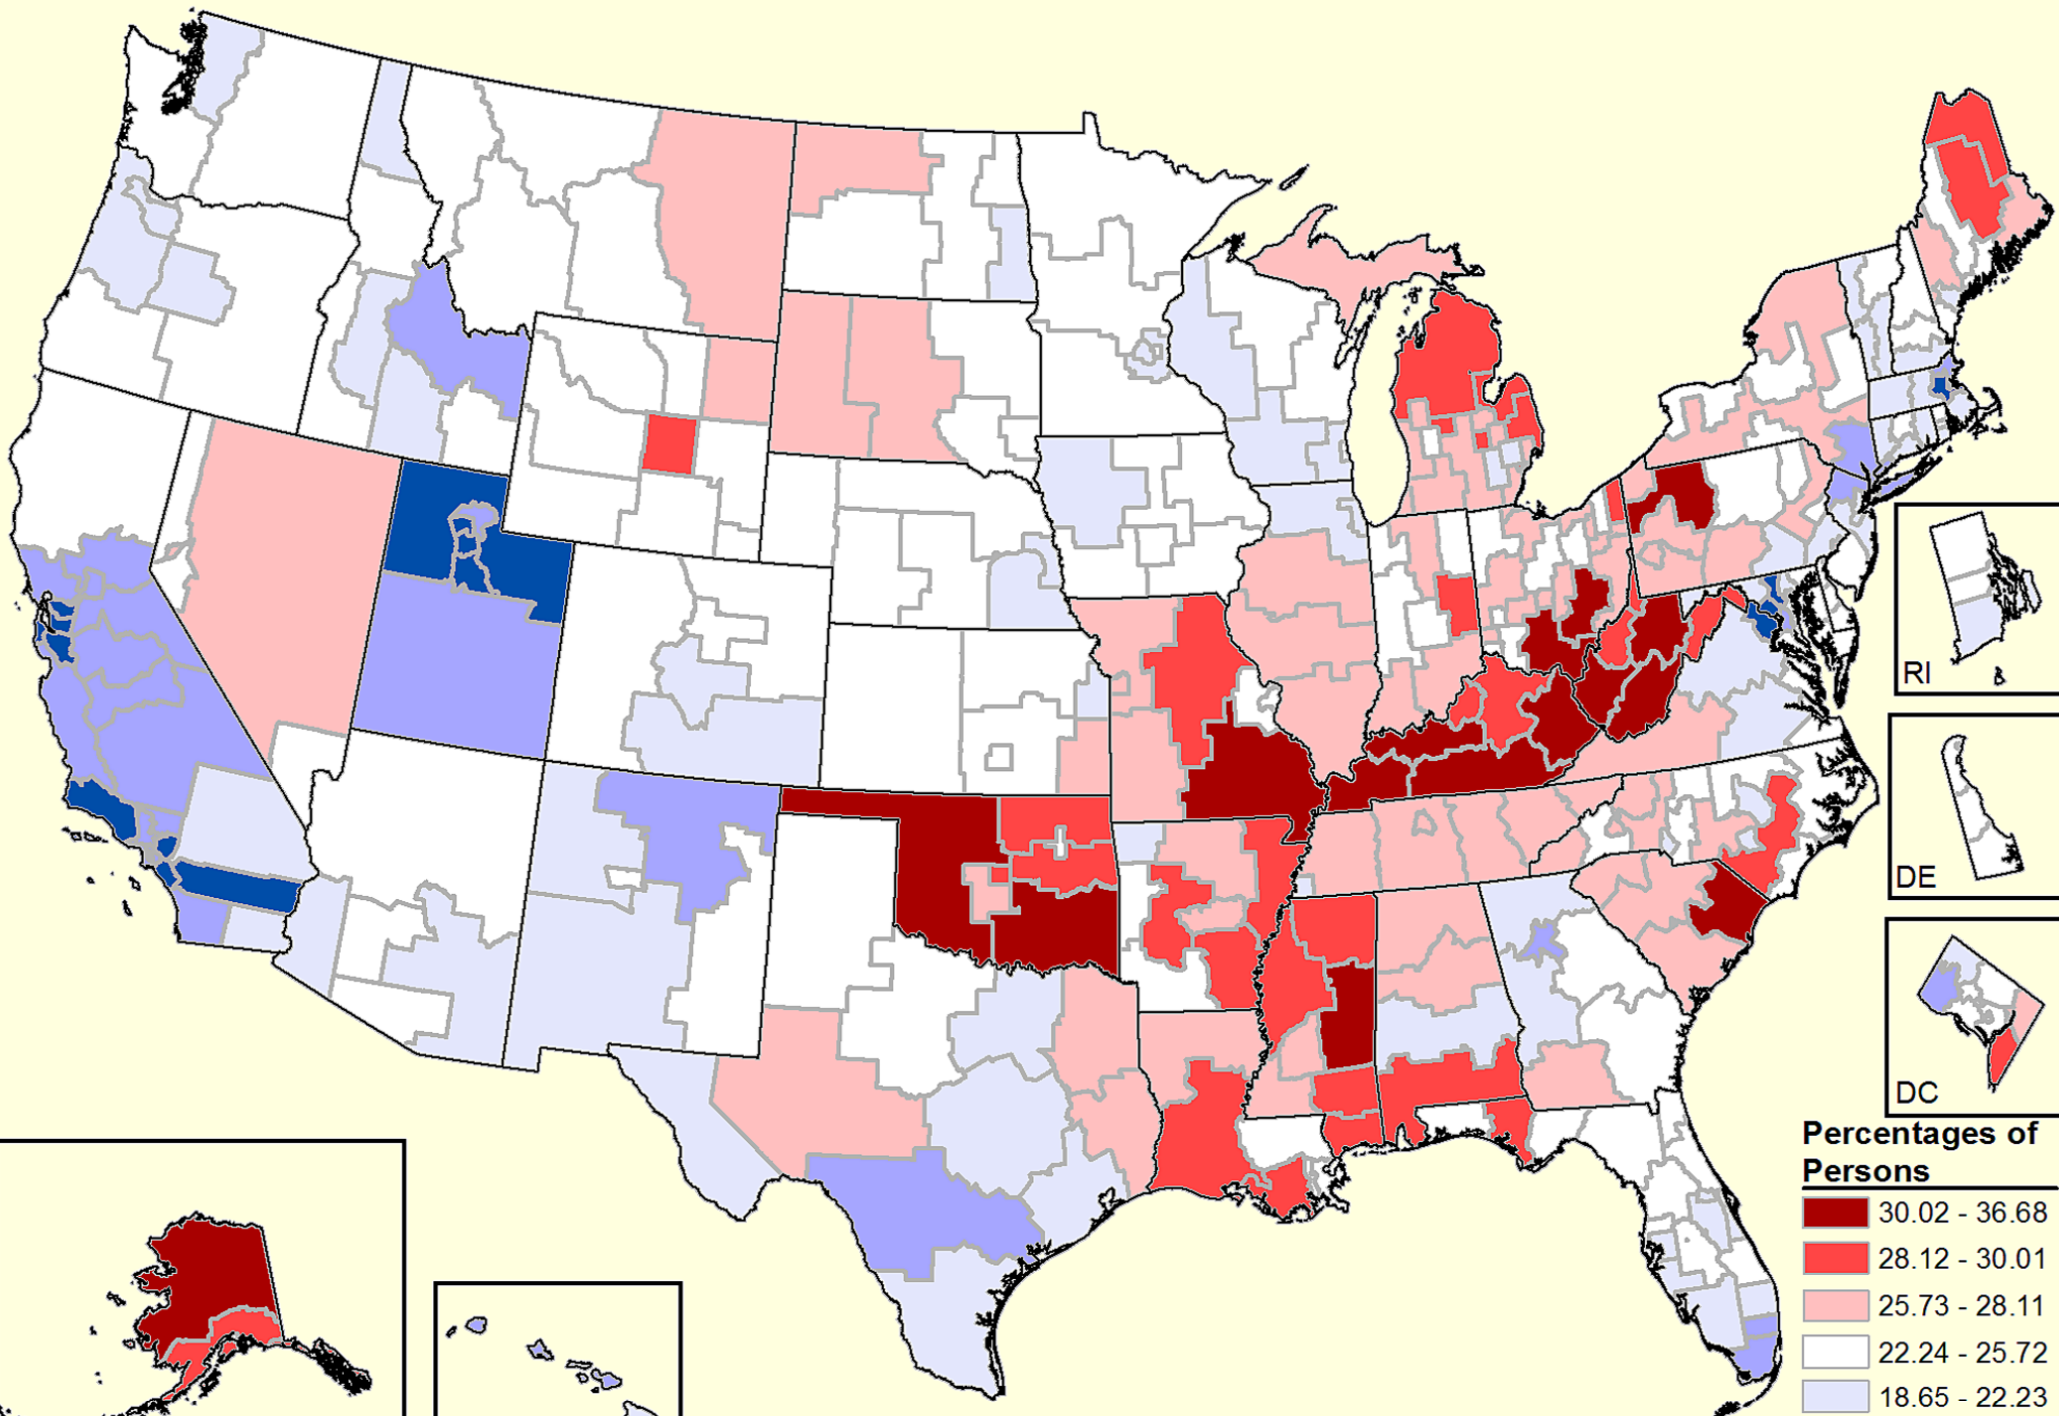 RI
DE
DC
Percentages of
Persons
30.02 - 36.68
28.12 - 30.01
25.73 - 28.11
22.24 - 25.72
18.65 - 22.23